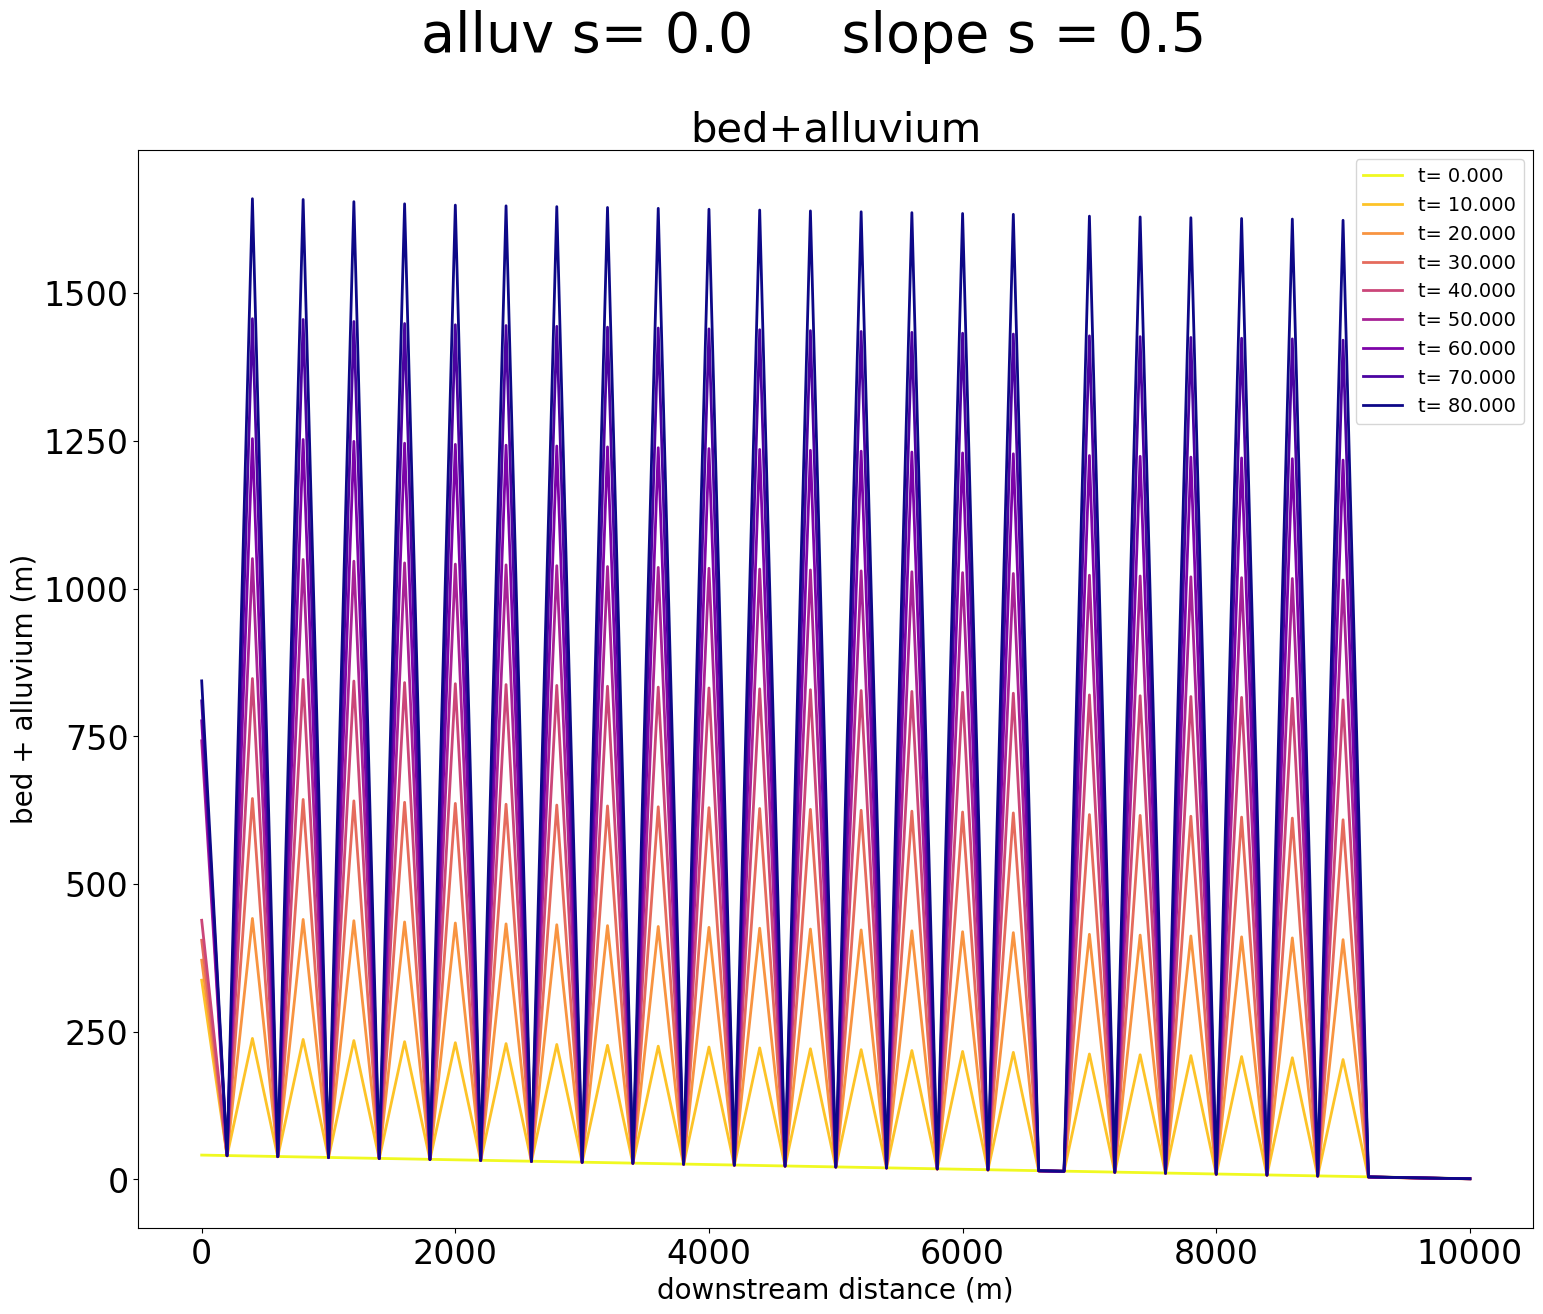 alluv s= 0.0 slope s = 0.5
bed+alluvium
t= 0.000
t= 10.000
t= 20.000
t= 30.000
t= 40.000
t= 50.000
t= 60.000
t= 70.000
t= 80.000
bed + alluvium (m)
1500
1250
1000
750
500
250
0
0 2000 4000 6000 8000 10000
downstream distance (m)